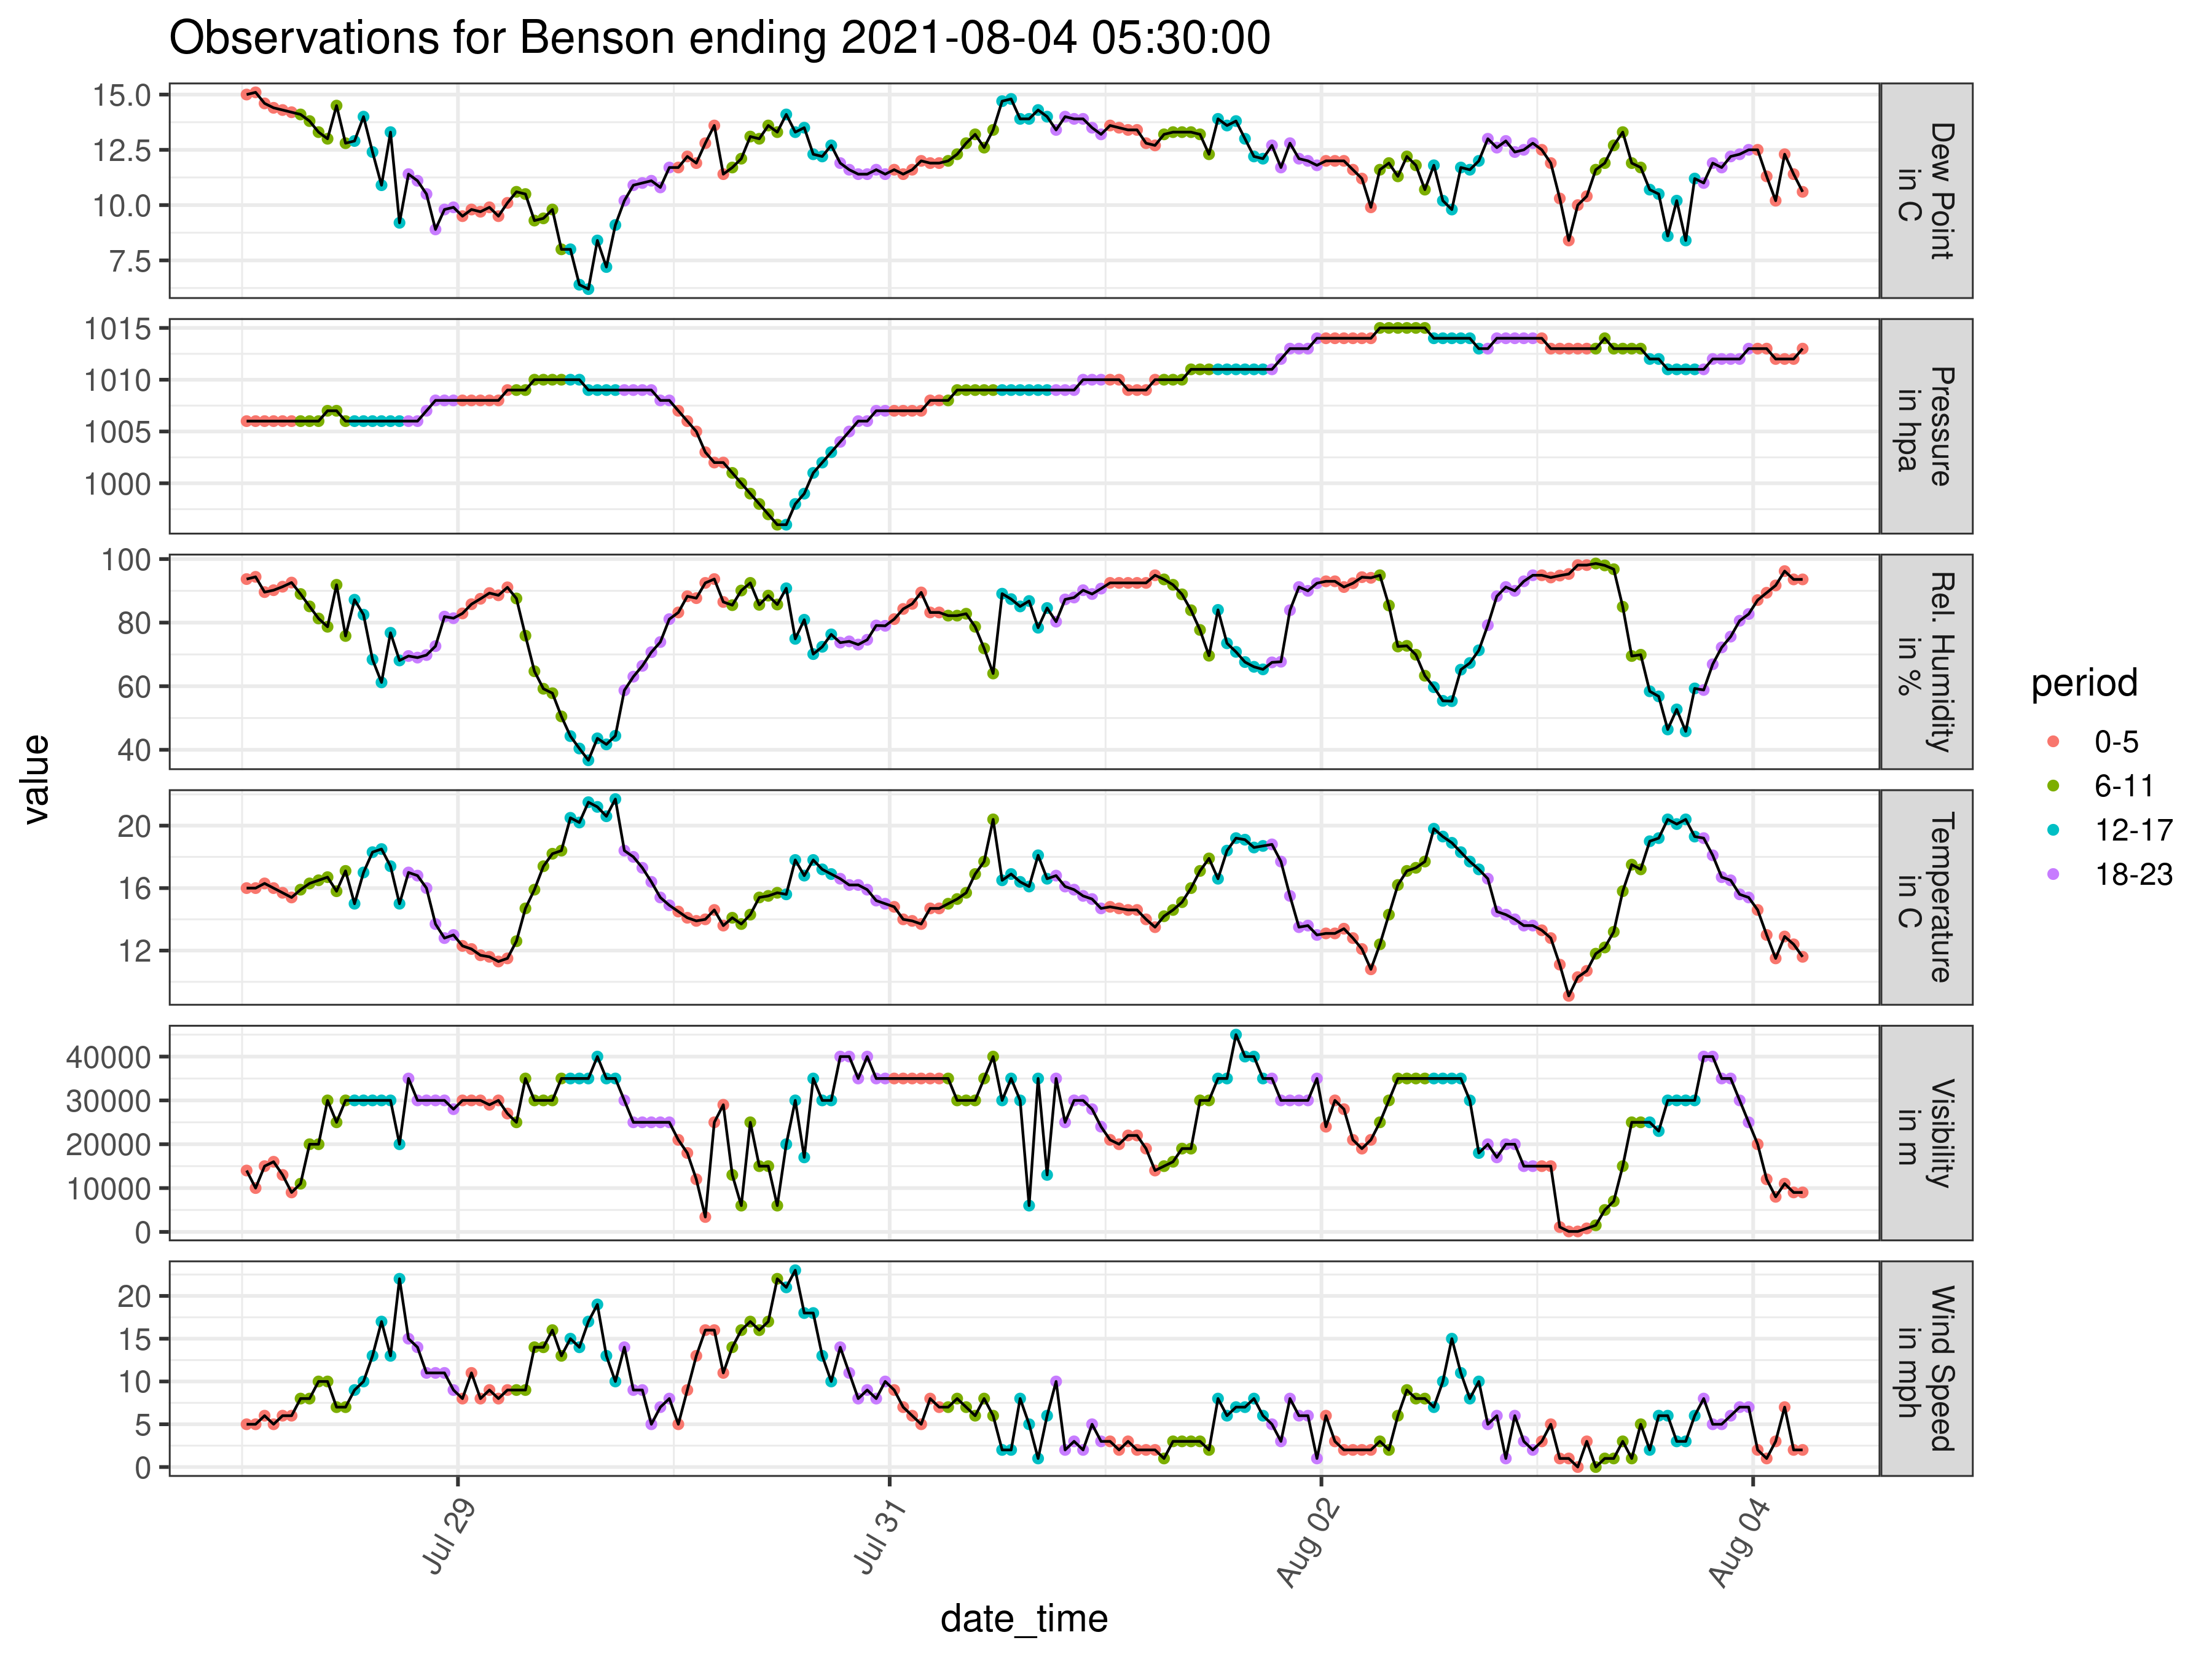 Observations for Benson ending 2021-08-04 05:30:00
15.0
12.5
10.0
7.5
Dew Point
in C
1015
1010
1005
1000
Pressure
in hpa
100
80
60
40
Rel. Humidity
in %
20
16
12
Temperature
in C
40000
30000
20000
10000
0
Visibility
in m
20
15
10
5
0
Wind Speed
in mph
value
Jul 29
Jul 31
Aug 02
Aug 04
date_time
period
0-5
6-11
12-17
18-23